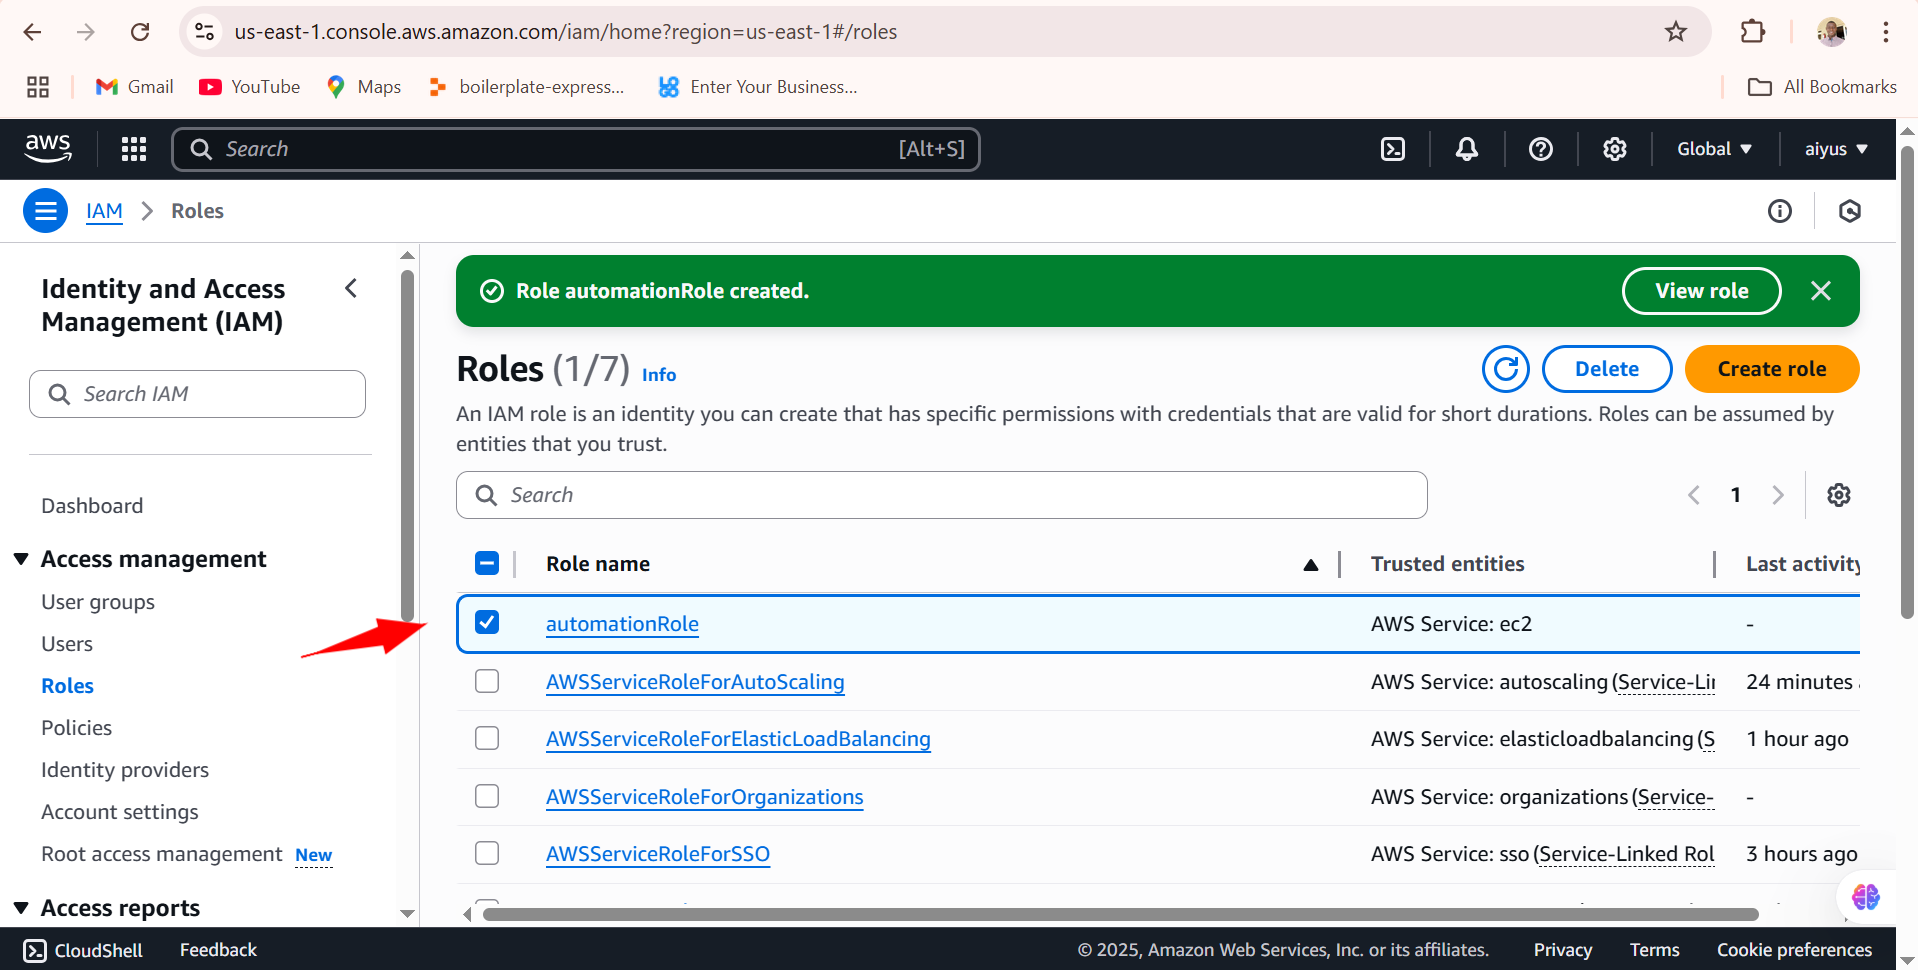 us-east-1.console.aws.amazon.com/iam/home?region=us-east-1#/roles
Gmail
YouTube
Maps
boilerplate-express...
Enter Your Business...
All Bookmarks
aws
Search
[Alt+S]
Global
aiyus
IAM
Roles
Identity and Access
Management (IAM)
Search IAM
Dashboard
Access management
User groups
Users
Roles
Policies
Identity providers
Account settings
Root access management New
Access reports
Role automationRole created.
View role
Roles (1/7) Info
Delete
Create role
An IAM role is an identity you can create that has specific permissions with credentials that are valid for short durations. Roles can be assumed by
entities that you trust.
Search
1
Role name
Trusted entities
Last activity
automationRole
AWS Service: ec2
-
AWSServiceRoleForAutoScaling
AWS Service: autoscaling (Service-Li
24 minutes
AWSServiceRoleForElasticLoadBalancing
AWS Service: elasticloadbalancing (S
1 hour ago
AWSServiceRoleForOrganizations
AWS Service: organizations (Service-
-
AWSServiceRoleForSSO
AWS Service: sso (Service-Linked Rol
3 hours ago
CloudShell
Feedback
© 2025, Amazon Web Services, Inc. or its affiliates.
Privacy
Terms
Cookie preferences